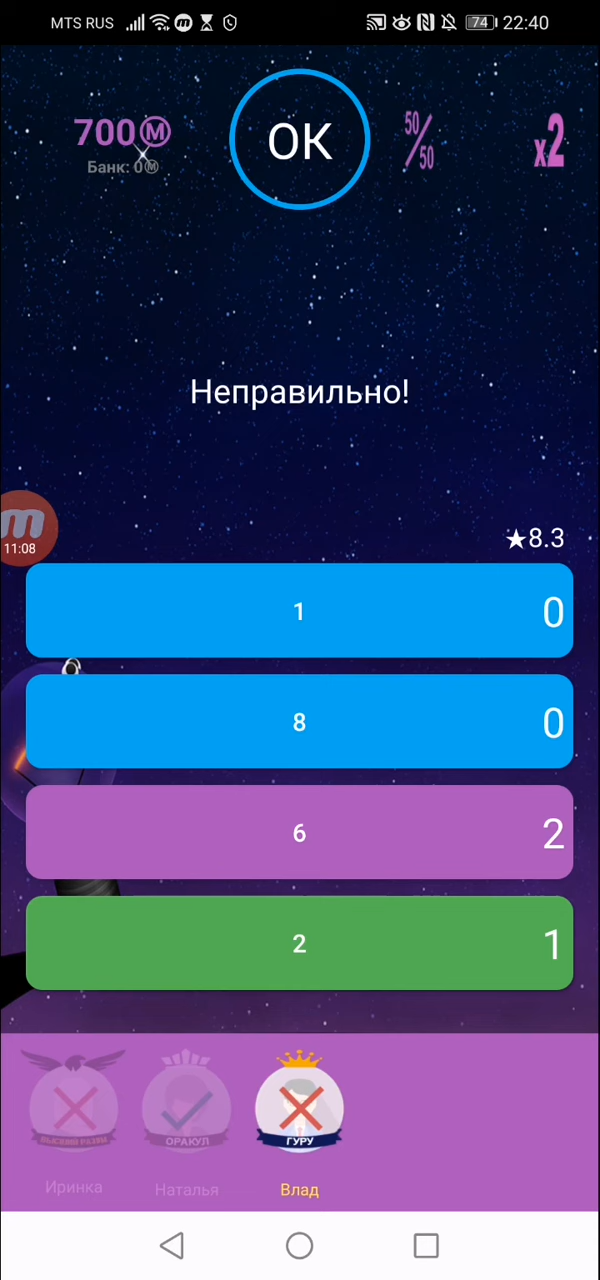 MTS RUS
74 22:40
700 M
Банк: 0 M
OK
50/50
x2
Неправильно!
m
11:08
★8.3
1 0
8 0
6 2
2 1
ВЫСШИЙ РАЗУМ ОРАКУЛ ГУРУ
Иринка Наталья Влад